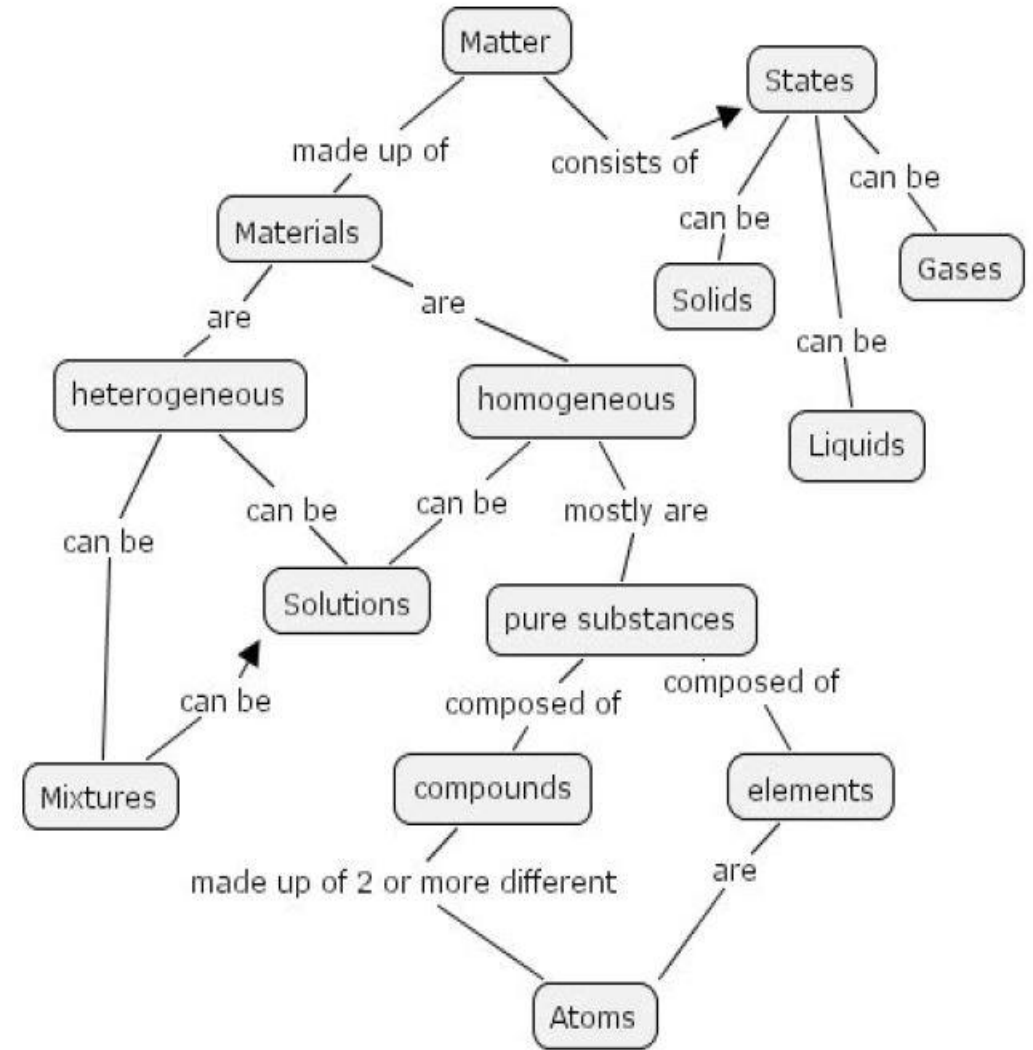 Matter
States
made up of
consists of
can be
can be
Materials
Solids
Gases
are
are
can be
heterogeneous
homogeneous
Liquids
can be
can be
can be
mostly are
Solutions
pure substances
can be
composed of
composed of
Mixtures
compounds
elements
made up of 2 or more different
are
Atoms